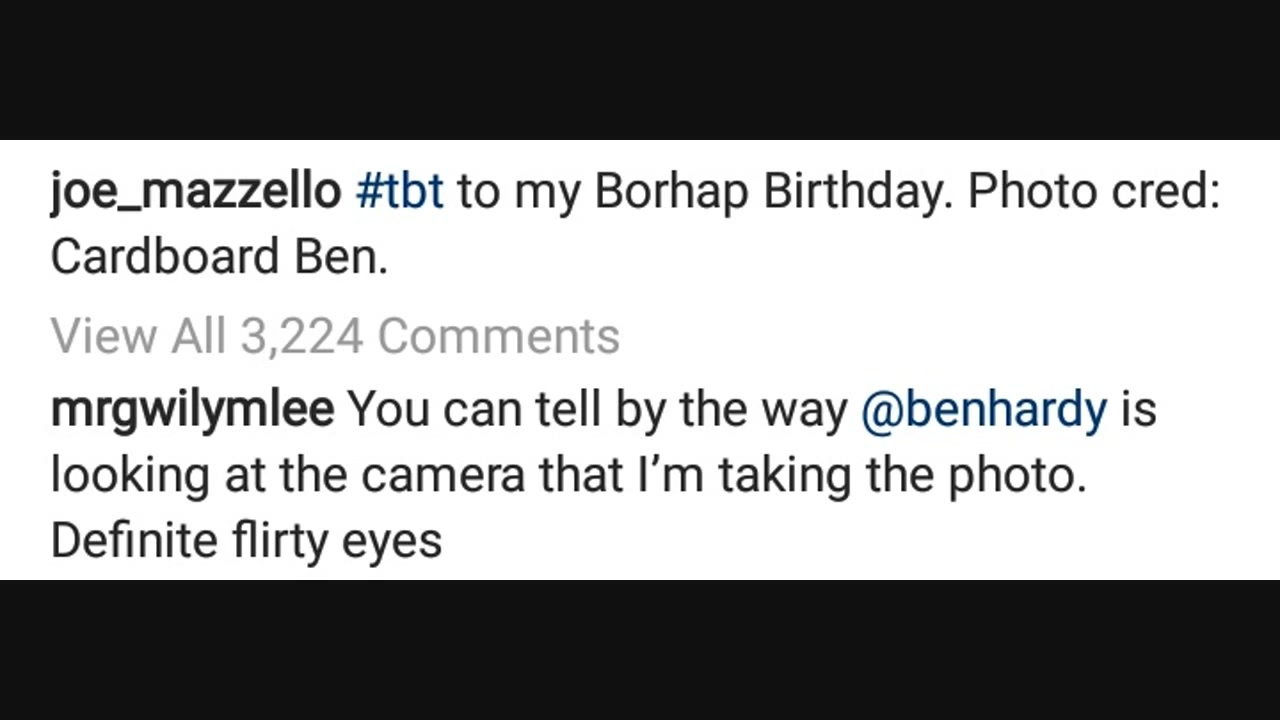 joe_mazzello #tbt to my Borhap Birthday. Photo cred:
Cardboard Ben.
View All 3,224 Comments
mrgwilymlee You can tell by the way @benhardy is
looking at the camera that I’m taking the photo.
Definite flirty eyes